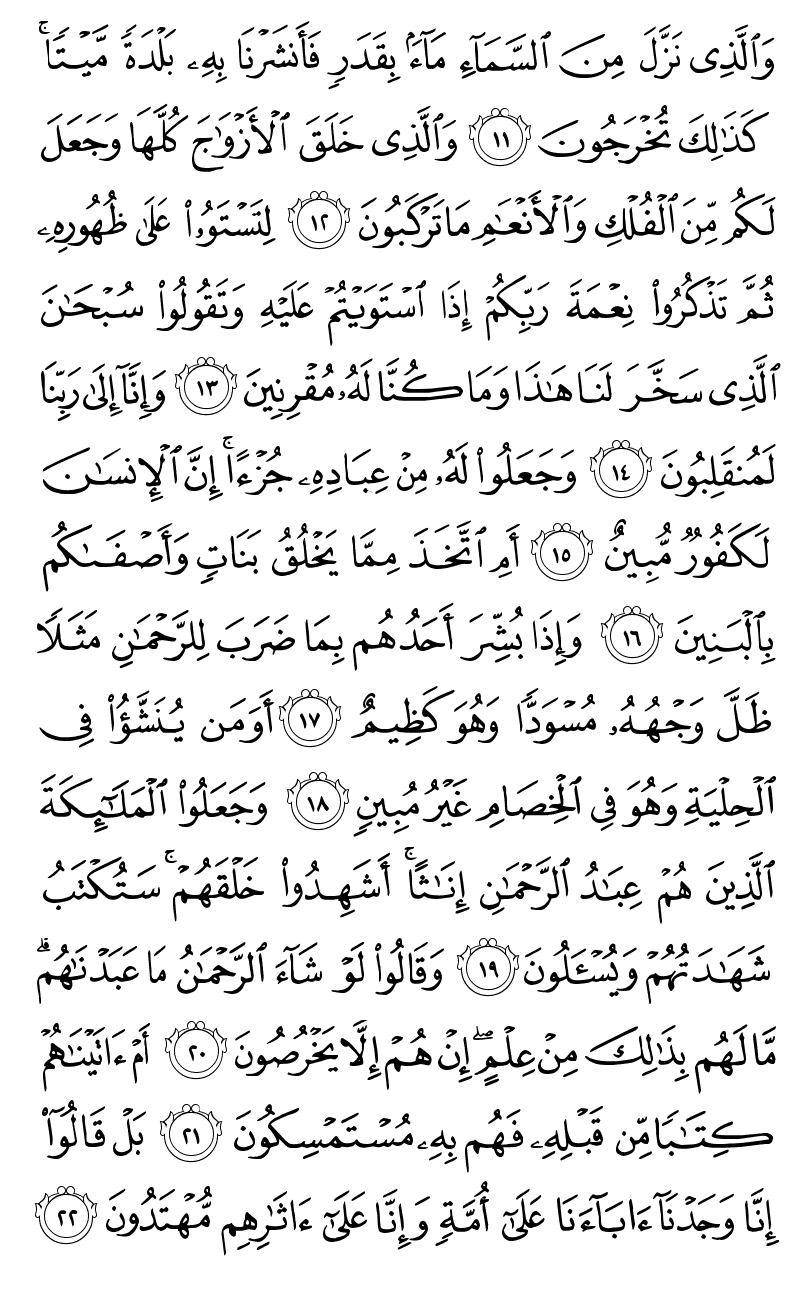 وَٱلَّذِى نَزَّلَ مِنَ ٱلسَّمَآءِ مَآءًۢ بِقَدَرٍ فَأَنشَرْنَا بِهِۦ بَلْدَةً مَّيْتًا ۚ
كَذَٰلِكَ تُخْرَجُونَ ١١ وَٱلَّذِى خَلَقَ ٱلْأَزْوَٰجَ كُلَّهَا وَجَعَلَ
لَكُم مِّنَ ٱلْفُلْكِ وَٱلْأَنْعَٰمِ مَا تَرْكَبُونَ ١٢ لِتَسْتَوُۥا۟ عَلَىٰ ظُهُورِهِۦ
ثُمَّ تَذْكُرُوا۟ نِعْمَةَ رَبِّكُمْ إِذَا ٱسْتَوَيْتُمْ عَلَيْهِ وَتَقُولُوا۟ سُبْحَٰنَ
ٱلَّذِى سَخَّرَ لَنَا هَٰذَا وَمَا كُنَّا لَهُۥ مُقْرِنِينَ ١٣ وَإِنَّآ إِلَىٰ رَبِّنَا
لَمُنقَلِبُونَ ١٤ وَجَعَلُوا۟ لَهُۥ مِنْ عِبَادِهِۦ جُزْءًا ۚ إِنَّ ٱلْإِنسَٰنَ
لَكَفُورٌ مُّبِينٌ ١٥ أَمِ ٱتَّخَذَ مِمَّا يَخْلُقُ بَنَاتٍ وَأَصْفَىٰكُم
بِٱلْبَنِينَ ١٦ وَإِذَا بُشِّرَ أَحَدُهُم بِمَا ضَرَبَ لِلرَّحْمَٰنِ مَثَلًا
ظَلَّ وَجْهُهُۥ مُسْوَدًّا وَهُوَ كَظِيمٌ ١٧ أَوَمَن يُنَشَّؤُا۟ فِى
ٱلْحِلْيَةِ وَهُوَ فِى ٱلْخِصَامِ غَيْرُ مُبِينٍ ١٨ وَجَعَلُوا۟ ٱلْمَلَٰٓئِكَةَ
ٱلَّذِينَ هُمْ عِبَٰدُ ٱلرَّحْمَٰنِ إِنَٰثًا ۚ أَشَهِدُوا۟ خَلْقَهُمْ ۚ سَتُكْتَبُ
شَهَٰدَتُهُمْ وَيُسْـَٔلُونَ ١٩ وَقَالُوا۟ لَوْ شَآءَ ٱلرَّحْمَٰنُ مَا عَبَدْنَٰهُم ۗ
مَّا لَهُم بِذَٰلِكَ مِنْ عِلْمٍ ۖ إِنْ هُمْ إِلَّا يَخْرُصُونَ ٢٠ أَمْ ءَاتَيْنَٰهُمْ
كِتَٰبًا مِّن قَبْلِهِۦ فَهُم بِهِۦ مُسْتَمْسِكُونَ ٢١ بَلْ قَالُوٓا۟
إِنَّا وَجَدْنَآ ءَابَآءَنَا عَلَىٰٓ أُمَّةٍ وَإِنَّا عَلَىٰٓ ءَاثَٰرِهِم مُّهْتَدُونَ ٢٢